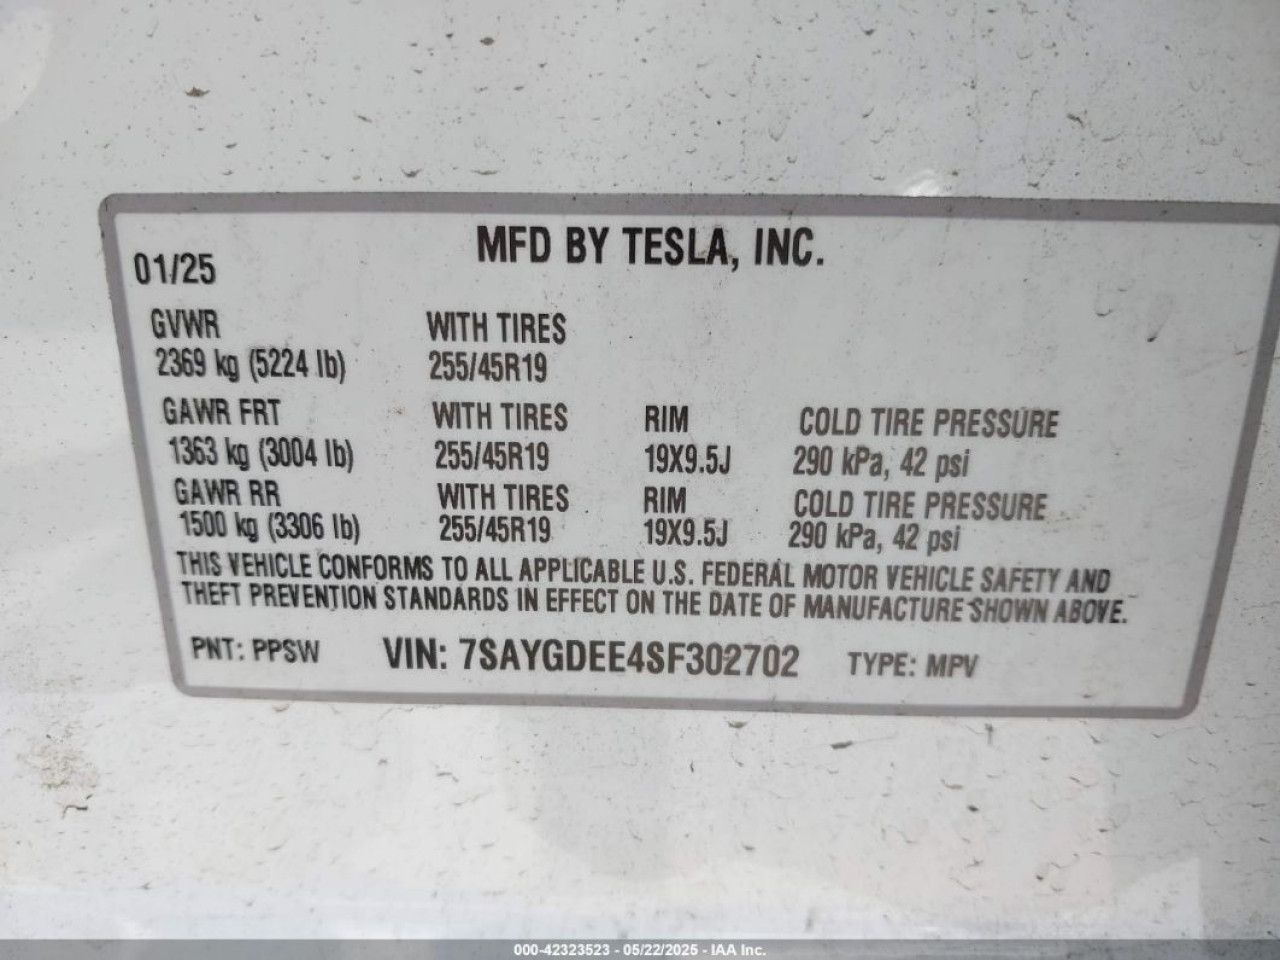 MFD BY TESLA, INC.
01/25
GVWR WITH TIRES
2369 kg (5224 lb) 255/45R19
GAWR FRT WITH TIRES RIM COLD TIRE PRESSURE
1363 kg (3004 lb) 255/45R19 19X9.5J 290 kPa, 42 psi
GAWR RR WITH TIRES RIM COLD TIRE PRESSURE
1500 kg (3306 lb) 255/45R19 19X9.5J 290 kPa, 42 psi
THIS VEHICLE CONFORMS TO ALL APPLICABLE U.S. FEDERAL MOTOR VEHICLE SAFETY AND
THEFT PREVENTION STANDARDS IN EFFECT ON THE DATE OF MANUFACTURE SHOWN ABOVE.
PNT: PPSW VIN: 7SAYGDEE4SF302702 TYPE: MPV
000-42323523 - 05/22/2025 - IAA Inc.